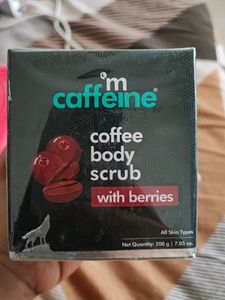 'm
caffeine®
coffee
body
scrub
with berries
All Skin Types
Net Quantity: 200 g | 7.05 oz.